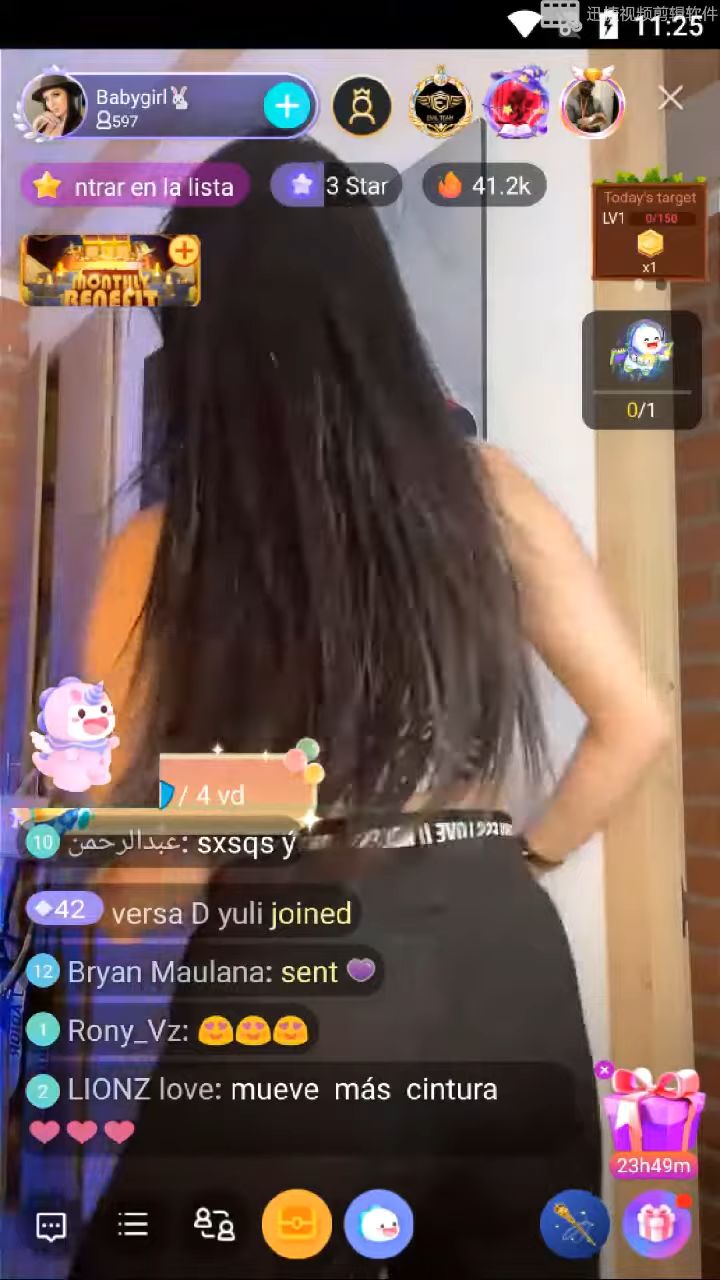 迅捷视频剪辑软件
11:25
Babygirl🐰
597
EVIL TEAM
ntrar en la lista
3 Star
41.2k
Today's target
LV1 0/150
x1
MONTHLY
BENEFIT
0/1
/ 4 vd
10 عبدالرحمن: sxsqs ý
42 versa D yuli joined
12 Bryan Maulana: sent 💜
1 Rony_Vz: 😍😍😍
2 LIONZ love: mueve más cintura
❤❤❤
23h49m